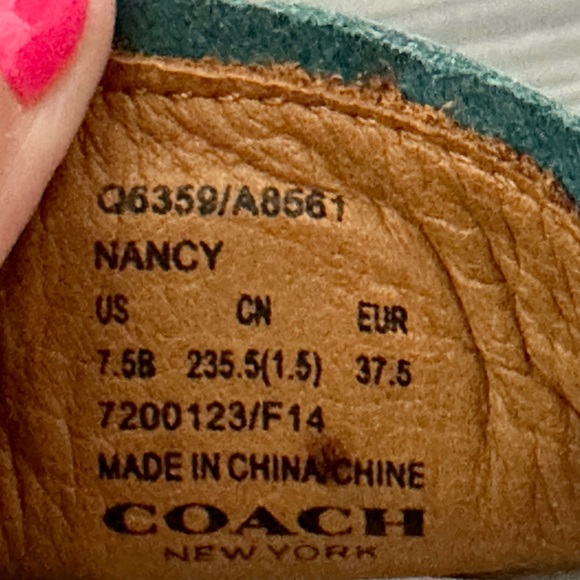 Q6359/A8561
NANCY
US CN EUR
7.5B 235.5(1.5) 37.5
7200123/F14
MADE IN CHINA/CHINE
COACH
NEW YORK